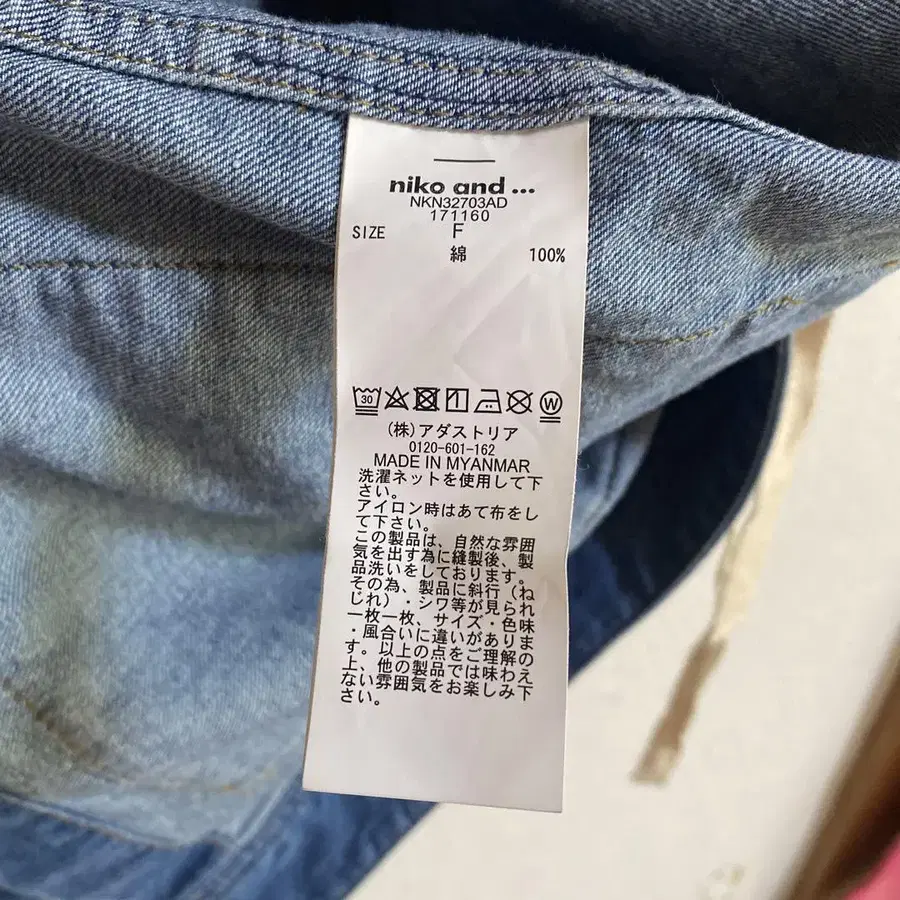 niko and ...
NKN32703AD
171160
SIZE F
綿 100%
30 W
(株)アダストリア
0120-601-162
MADE IN MYANMAR
洗濯ネットを使用して下
さい。
アイロン時はあて布をし
て下さい。
この製品は、自然な雰囲
気を出す為に縫製後、製
品洗いをしております。
その為、製品に斜行(ね
じれ)・シワ等が見られ
一枚一枚、サイズ・色味
・風合いに違いがありま
す。以上の点をご理解の
上、他の製品では味わえ
ない雰囲気をお楽しみ下
さい。